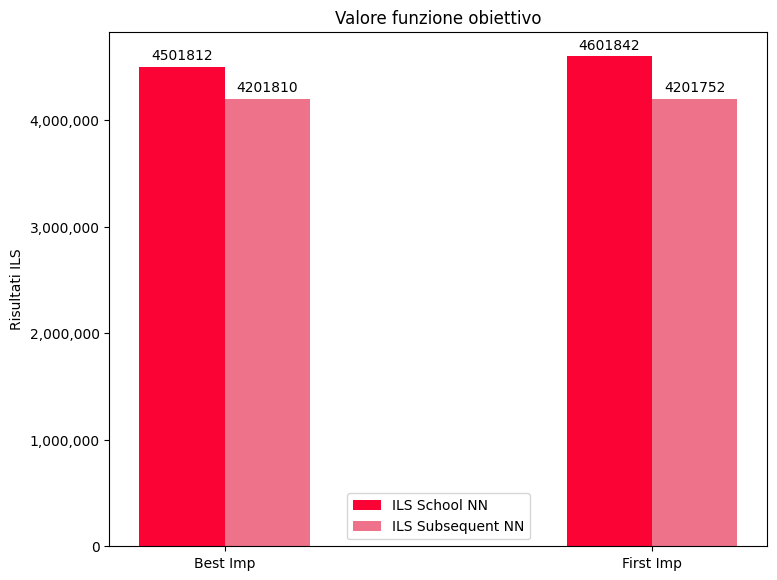 Valore funzione obiettivo
4501812
4201810
4601842
4201752
4,000,000
3,000,000
2,000,000
1,000,000
0
Risultati ILS
ILS School NN
ILS Subsequent NN
Best Imp
First Imp